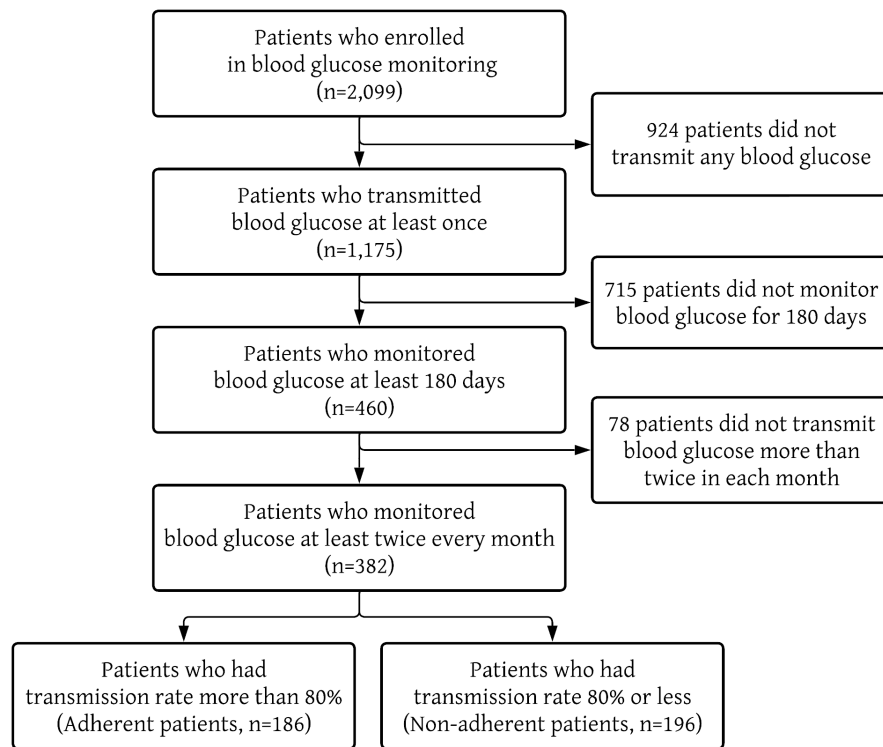 Patients who enrolled
in blood glucose monitoring
(n=2,099)
924 patients did not
transmit any blood glucose
Patients who transmitted
blood glucose at least once
(n=1,175)
715 patients did not monitor
blood glucose for 180 days
Patients who monitored
blood glucose at least 180 days
(n=460)
78 patients did not transmit
blood glucose more than
twice in each month
Patients who monitored
blood glucose at least twice every month
(n=382)
Patients who had
transmission rate more than 80%
(Adherent patients, n=186)
Patients who had
transmission rate 80% or less
(Non-adherent patients, n=196)